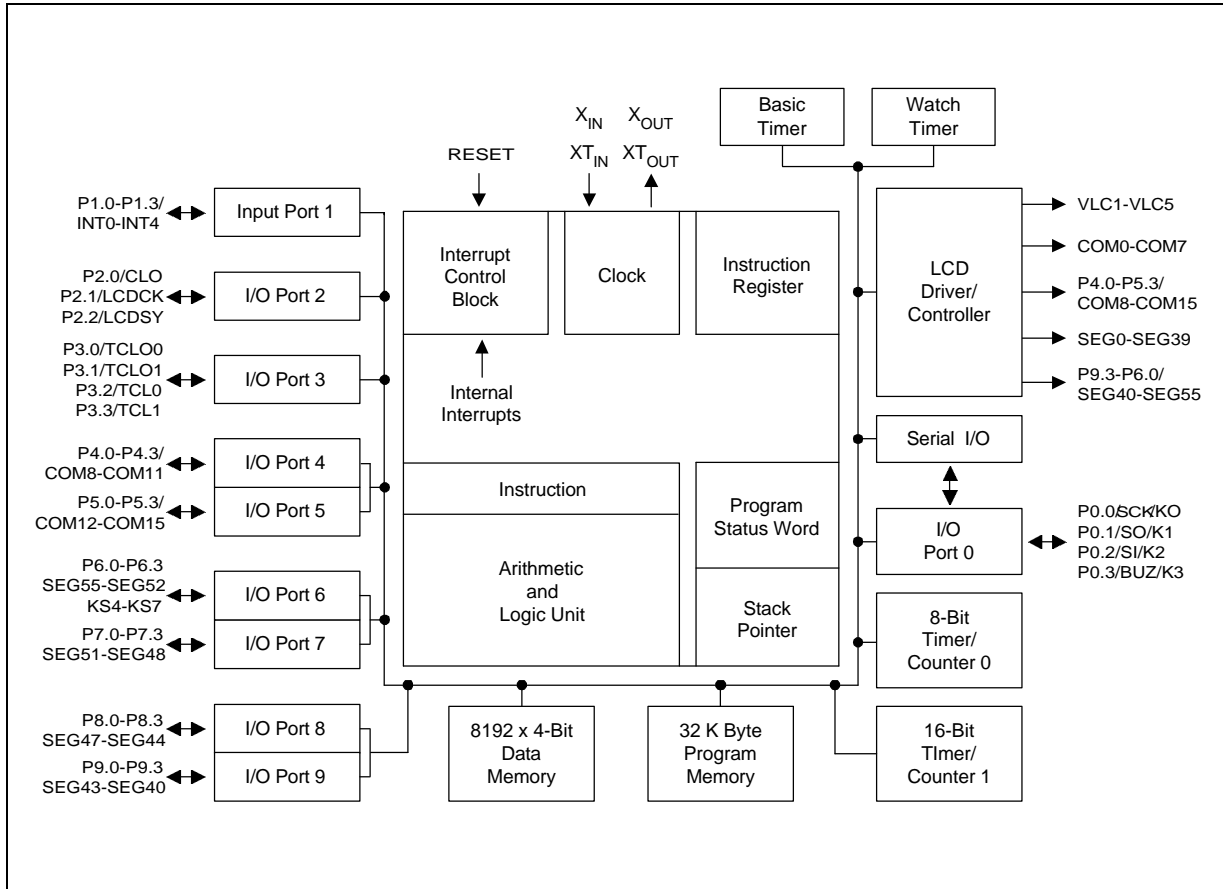 Basic
Timer
Watch
Timer
XIN XOUT
XTIN XTOUT
RESET
P1.0-P1.3/
INT0-INT4
Input Port 1
P2.0/CLO
P2.1/LCDCK
P2.2/LCDSY
I/O Port 2
P3.0/TCLO0
P3.1/TCLO1
P3.2/TCL0
P3.3/TCL1
I/O Port 3
P4.0-P4.3/
COM8-COM11
I/O Port 4
P5.0-P5.3/
COM12-COM15
I/O Port 5
P6.0-P6.3
SEG55-SEG52
KS4-KS7
I/O Port 6
P7.0-P7.3
SEG51-SEG48
I/O Port 7
P8.0-P8.3
SEG47-SEG44
I/O Port 8
P9.0-P9.3
SEG43-SEG40
I/O Port 9
Interrupt
Control
Block
Clock
Instruction
Register
Internal
Interrupts
Instruction
Arithmetic
and
Logic Unit
Program
Status Word
Stack
Pointer
8192 x 4-Bit
Data
Memory
32 K Byte
Program
Memory
LCD
Driver/
Controller
VLC1-VLC5
COM0-COM7
P4.0-P5.3/
COM8-COM15
SEG0-SEG39
P9.3-P6.0/
SEG40-SEG55
Serial I/O
I/O
Port 0
P0.0/SCK/KO
P0.1/SO/K1
P0.2/SI/K2
P0.3/BUZ/K3
8-Bit
Timer/
Counter 0
16-Bit
TImer/
Counter 1